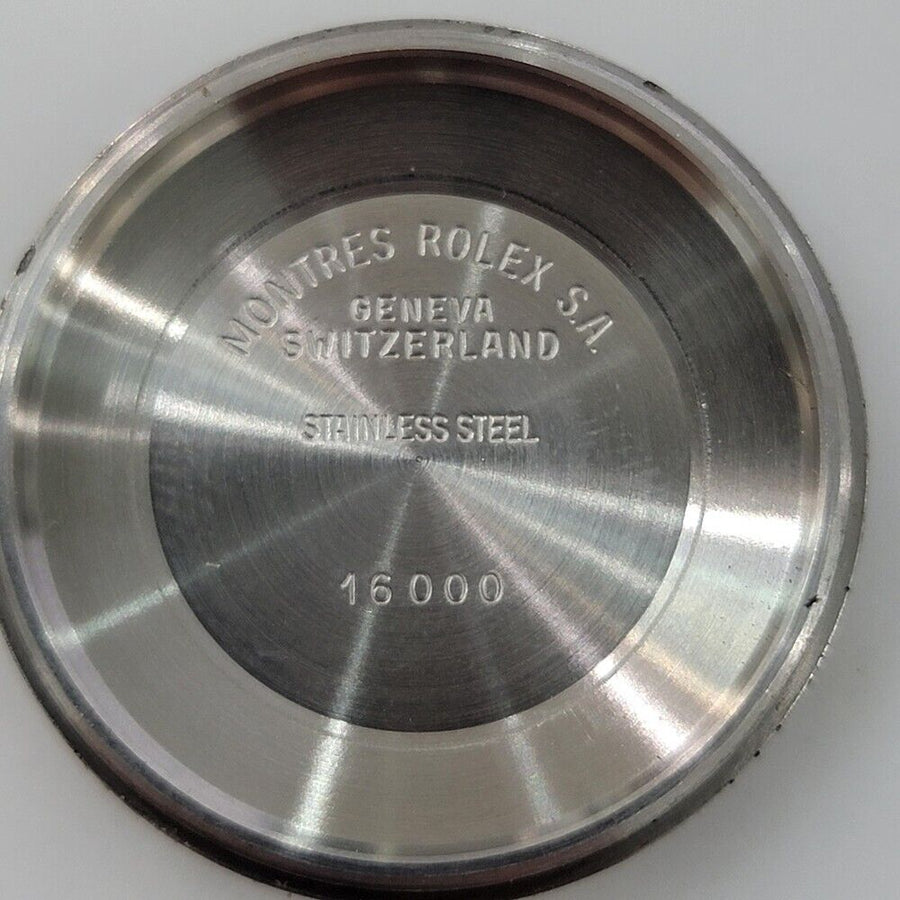 MONTRES ROLEX S.A.
GENEVA
SWITZERLAND
STAINLESS STEEL
16000